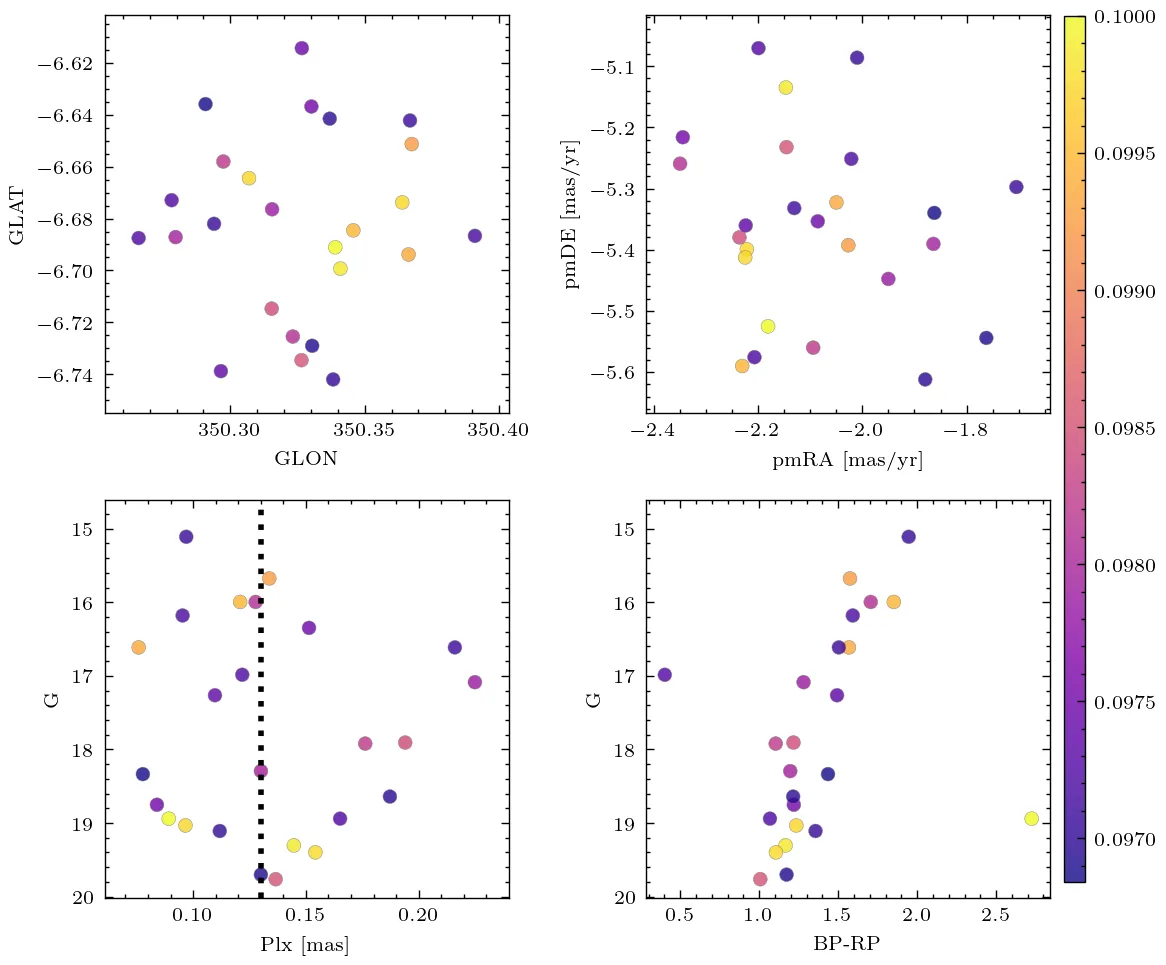 −6.62
−6.64
−6.66
−6.68
−6.70
−6.72
−6.74
GLAT
350.30 350.35 350.40
GLON
−5.1
−5.2
−5.3
−5.4
−5.5
−5.6
pmDE [mas/yr]
−2.4 −2.2 −2.0 −1.8
pmRA [mas/yr]
15
16
17
18
19
20
G
0.10 0.15 0.20
Plx [mas]
15
16
17
18
19
20
G
0.5 1.0 1.5 2.0 2.5
BP-RP
0.1000
0.0995
0.0990
0.0985
0.0980
0.0975
0.0970